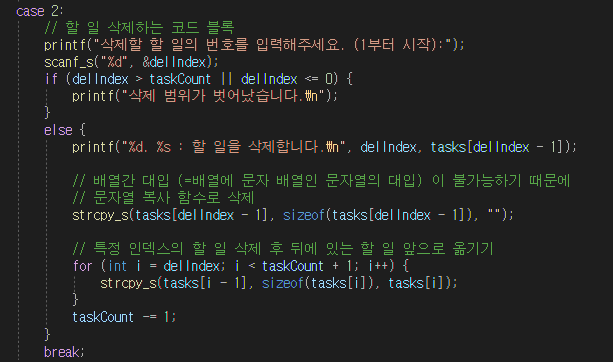 case 2:
// 할 일 삭제하는 코드 블록
printf("삭제할 할 일의 번호를 입력해주세요. (1부터 시작):");
scanf_s("%d", &delIndex);
if (delIndex > taskCount || delIndex <= 0) {
printf("삭제 범위가 벗어났습니다.₩n");
}
else {
printf("%d. %s : 할 일을 삭제합니다.₩n", delIndex, tasks[delIndex - 1]);
// 배열간 대입 (=배열에 문자 배열인 문자열의 대입) 이 불가능하기 때문에
// 문자열 복사 함수로 삭제
strcpy_s(tasks[delIndex - 1], sizeof(tasks[delIndex - 1]), "");
// 특정 인덱스의 할 일 삭제 후 뒤에 있는 할 일 앞으로 옮기기
for (int i = delIndex; i < taskCount + 1; i++) {
strcpy_s(tasks[i - 1], sizeof(tasks[i]), tasks[i]);
}
taskCount -= 1;
}
break;